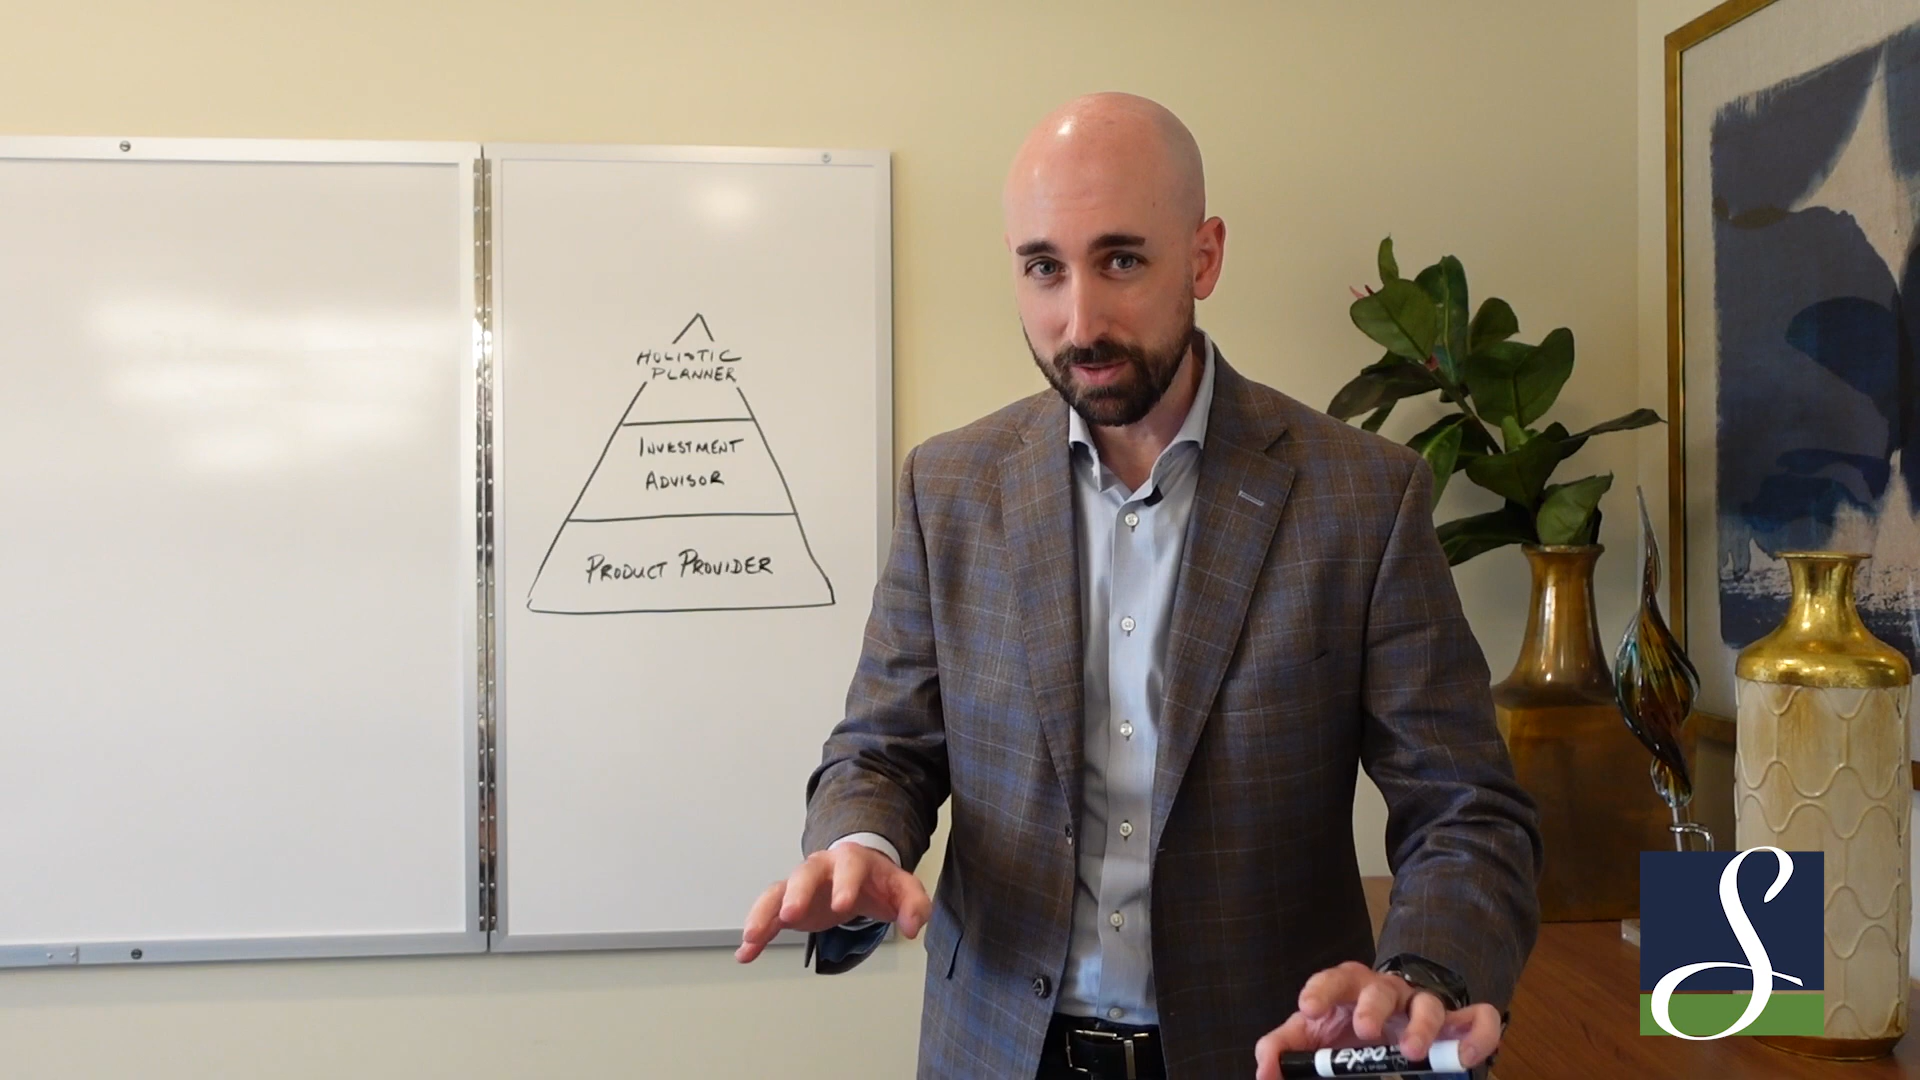 HOLISTIC
PLANNER
INVESTMENT
ADVISOR
PRODUCT PROVIDER
EXPO
S